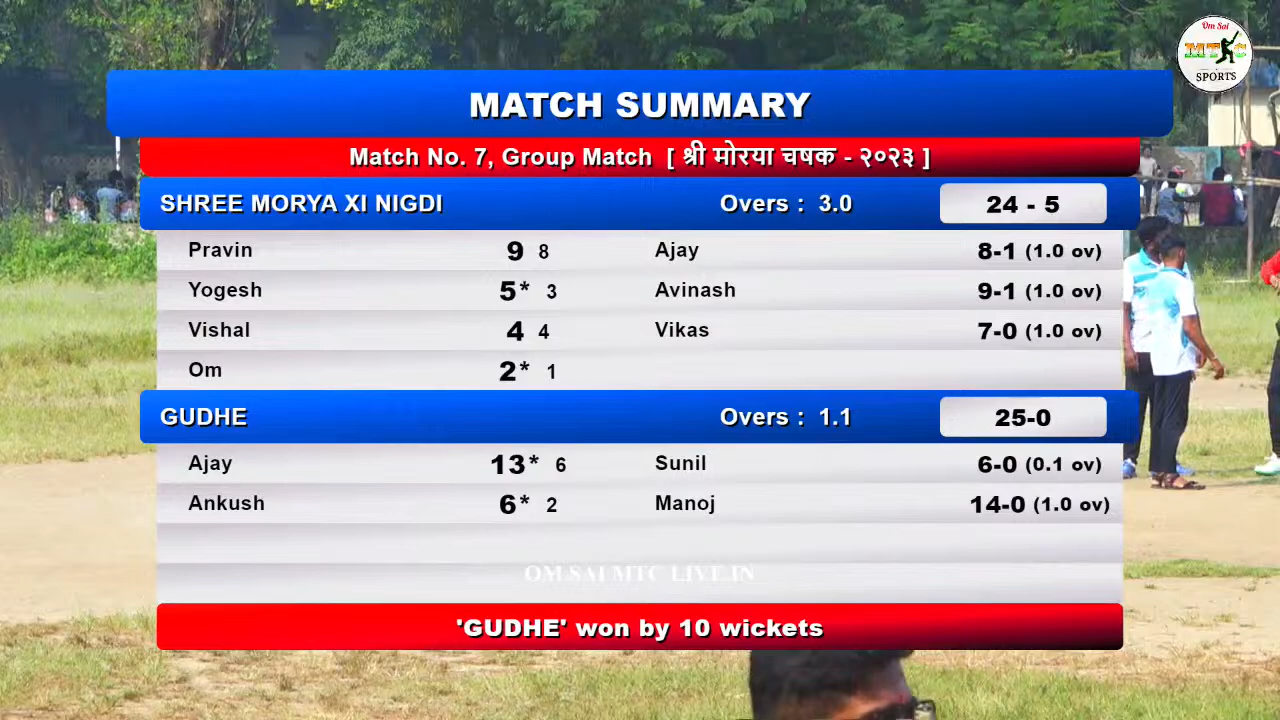 Om Sai
MTC
SPORTS
MATCH SUMMARY
Match No. 7, Group Match [ श्री मोरया चषक - २०२३ ]
SHREE MORYA XI NIGDI Overs : 3.0 24 - 5
Pravin 9 8 Ajay 8-1 (1.0 ov)
Yogesh 5* 3 Avinash 9-1 (1.0 ov)
Vishal 4 4 Vikas 7-0 (1.0 ov)
Om 2* 1
GUDHE Overs : 1.1 25-0
Ajay 13* 6 Sunil 6-0 (0.1 ov)
Ankush 6* 2 Manoj 14-0 (1.0 ov)
OM SAI MTC LIVE.IN
'GUDHE' won by 10 wickets